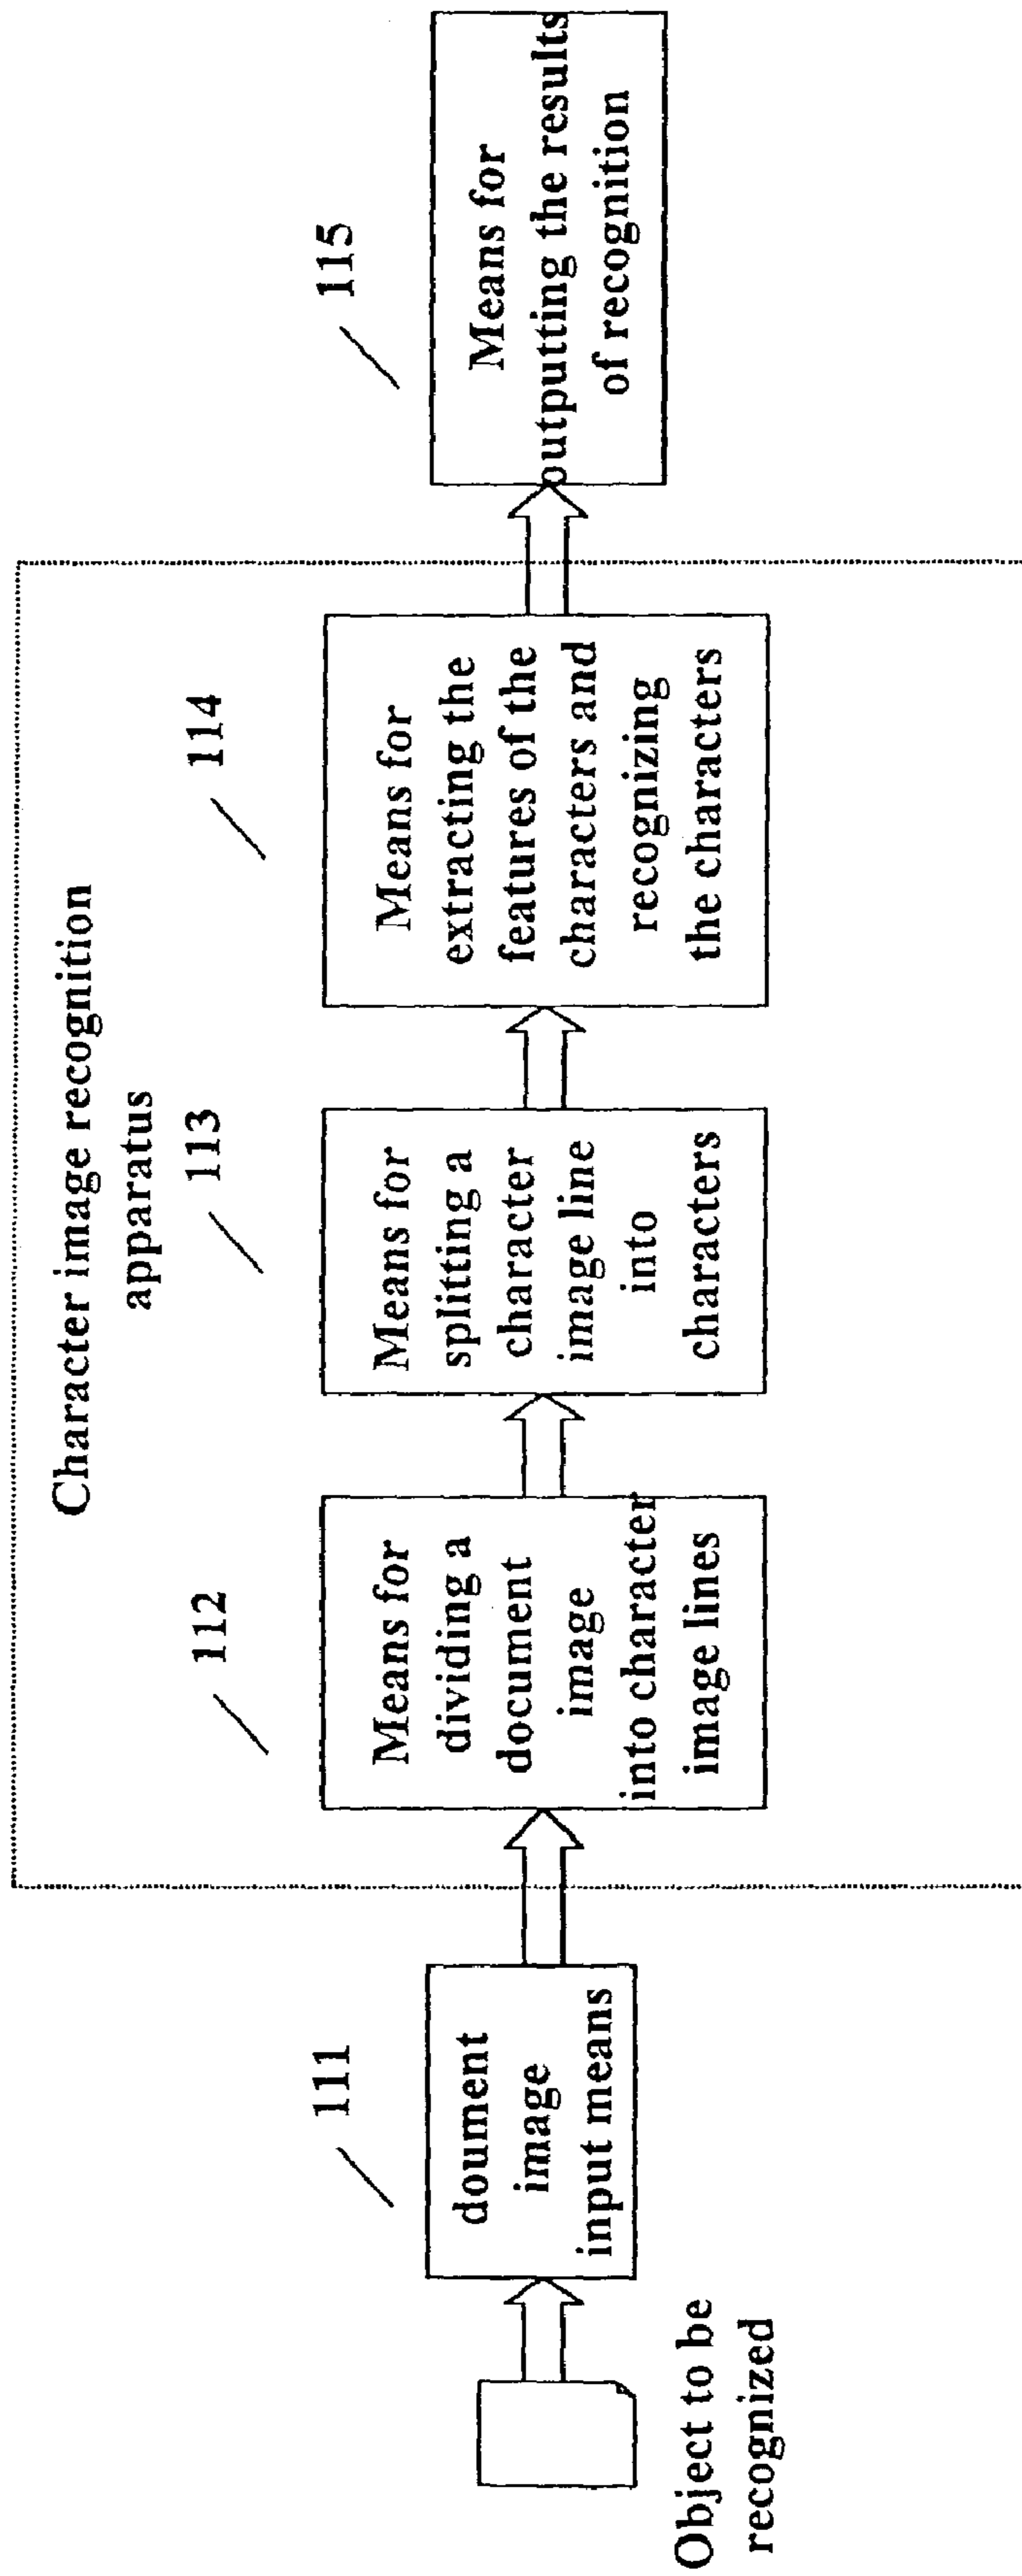 Character image recognition
apparatus
111
doument
image
input means
Object to be
recognized
112
Means for
dividing a
document
image
into character
image lines
113
Means for
splitting a
character
image line
into
characters
114
Means for
extracting the
features of the
characters and
recognizing
the characters
115
Means for
outputting the results
of recognition